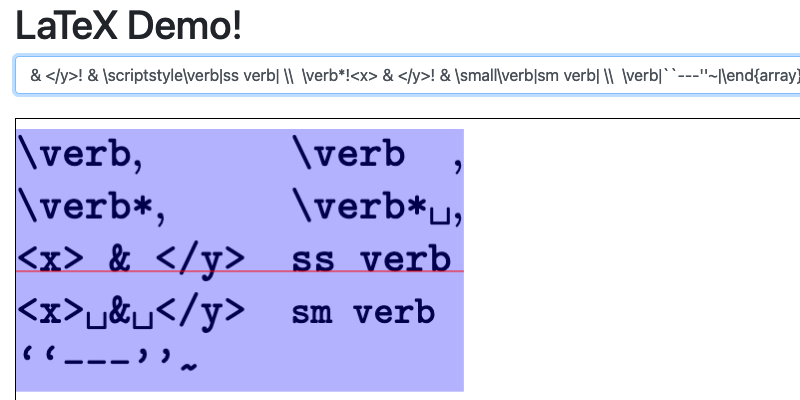 LaTeX Demo!
& </y>! & \scriptstyle\verb|ss verb| \\  \verb*!<x> & </y>! & \small\verb|sm verb| \\  \verb|``---''~|\end{array}
\verb, \verb  ,
\verb*, \verb*␣,
<x> & </y> ss verb
<x>␣&␣</y> sm verb
‘‘---’’~